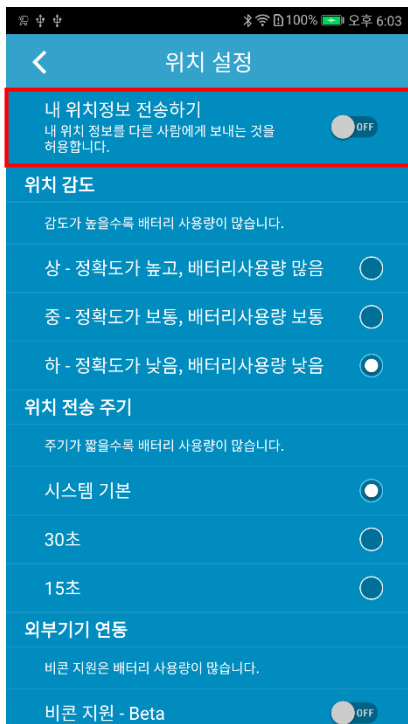 100% 오후 6:03
위치 설정
내 위치정보 전송하기
내 위치 정보를 다른 사람에게 보내는 것을
허용합니다.
OFF
위치 감도
감도가 높을수록 배터리 사용량이 많습니다.
상 - 정확도가 높고, 배터리사용량 많음
중 - 정확도가 보통, 배터리사용량 보통
하 - 정확도가 낮음, 배터리사용량 낮음
위치 전송 주기
주기가 짧을수록 배터리 사용량이 많습니다.
시스템 기본
30초
15초
외부기기 연동
비콘 지원은 배터리 사용량이 많습니다.
비콘 지원 - Beta
OFF